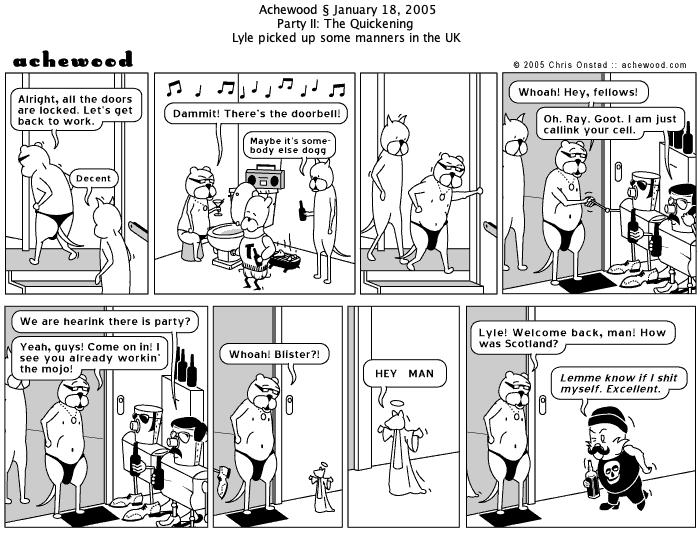 Achewood § January 18, 2005
Party II: The Quickening
Lyle picked up some manners in the UK
achewood
© 2005 Chris Onstad :: achewood.com
Alright, all the doors
are locked. Let's get
back to work.
Decent
Dammit! There's the doorbell!
Maybe it's some-
body else dogg
Whoah! Hey, fellows!
Oh. Ray. Goot. I am just
callink your cell.
We are hearink there is party?
Yeah, guys! Come on in! I
see you already workin'
the mojo!
Whoah! Blister?!
HEY MAN
Lyle! Welcome back, man! How
was Scotland?
Lemme know if I shit
myself. Excellent.